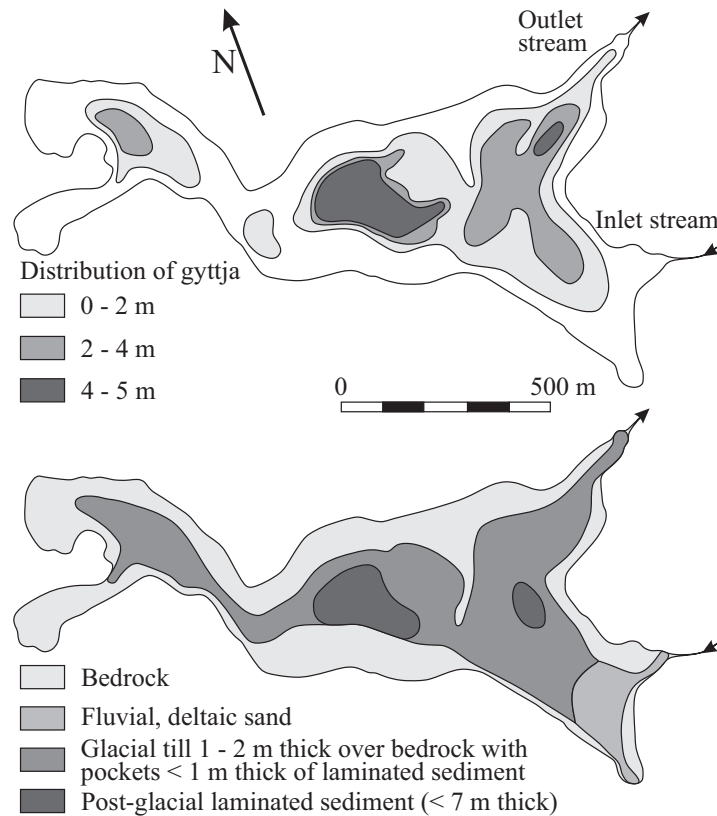 Outlet
stream
N
Inlet stream
Distribution of gyttja
0 - 2 m
2 - 4 m
4 - 5 m
0
500 m
Bedrock
Fluvial, deltaic sand
Glacial till 1 - 2 m thick over bedrock with
pockets < 1 m thick of laminated sediment
Post-glacial laminated sediment (< 7 m thick)